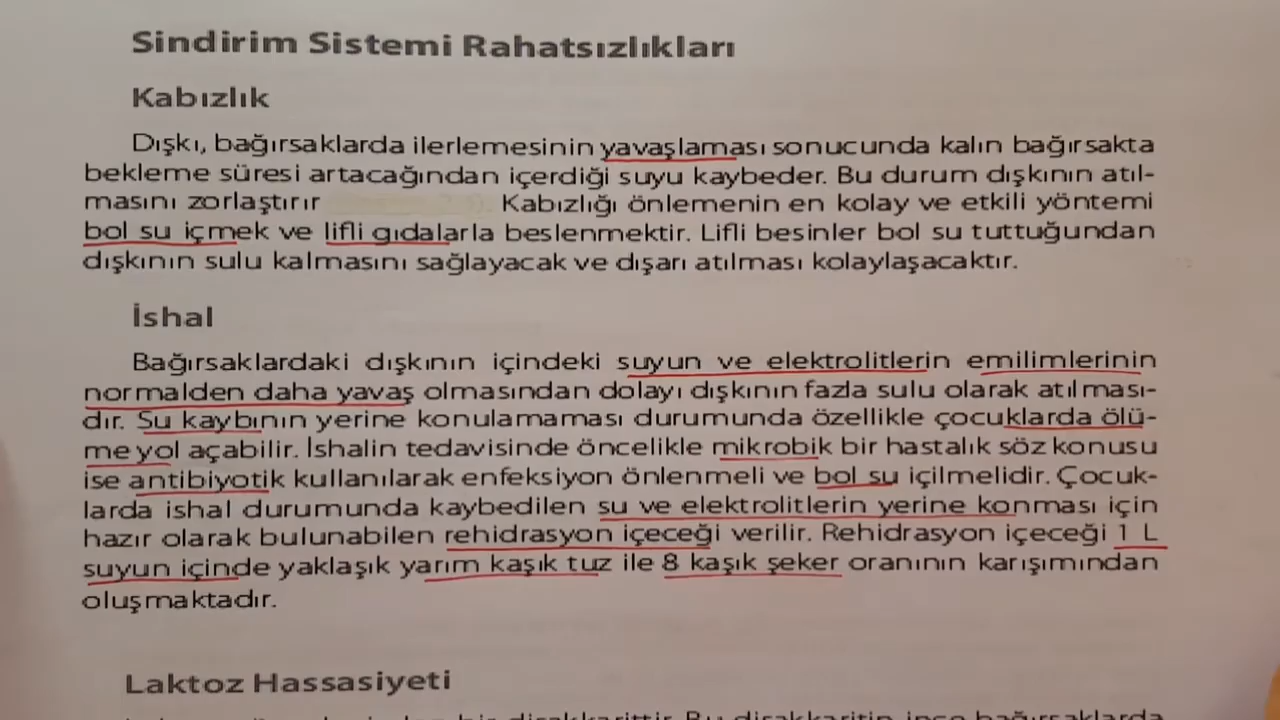 Sindirim Sistemi Rahatsızlıkları
Kabızlık
Dışkı, bağırsaklarda ilerlemesinin yavaşlaması sonucunda kalın bağırsakta
bekleme süresi artacağından içerdiği suyu kaybeder. Bu durum dışkının atıl-
masını zorlaştırır Kabızlığı önlemenin en kolay ve etkili yöntemi
bol su içmek ve lifli gıdalarla beslenmektir. Lifli besinler bol su tuttuğundan
dışkının sulu kalmasını sağlayacak ve dışarı atılması kolaylaşacaktır.
İshal
Bağırsaklardaki dışkının içindeki suyun ve elektrolitlerin emilimlerinin
normalden daha yavaş olmasından dolayı dışkının fazla sulu olarak atılması-
dır. Su kaybının yerine konulamaması durumunda özellikle çocuklarda ölü-
me yol açabilir. İshalin tedavisinde öncelikle mikrobik bir hastalık söz konusu
ise antibiyotik kullanılarak enfeksiyon önlenmeli ve bol su içilmelidir. Çocuk-
larda ishal durumunda kaybedilen su ve elektrolitlerin yerine konması için
hazır olarak bulunabilen rehidrasyon içeceği verilir. Rehidrasyon içeceği 1 L
suyun içinde yaklaşık yarım kaşık tuz ile 8 kaşık şeker oranının karışımından
oluşmaktadır.
Laktoz Hassasiyeti